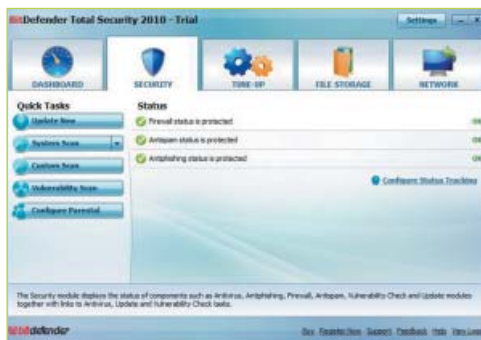 BitDefender Total Security 2010 - Trial
Settings
DASHBOARD
SECURITY
TUNE-UP
FILE STORAGE
NETWORK
Quick Tasks
Update Now
System Scan
Custom Scan
Vulnerability Scan
Configure Parental
Status
Firewall status is protected
OK
Antispam status is protected
OK
Antiphishing status is protected
OK
Configure Status Tracking
The Security module displays the status of components such as Antivirus, Antiphishing, Firewall, Antispam, Vulnerability Check and Update modules
together with links to Antivirus, Update and Vulnerability Check tasks.
bitdefender
Buy Register Now Support Feedback Help View Logs